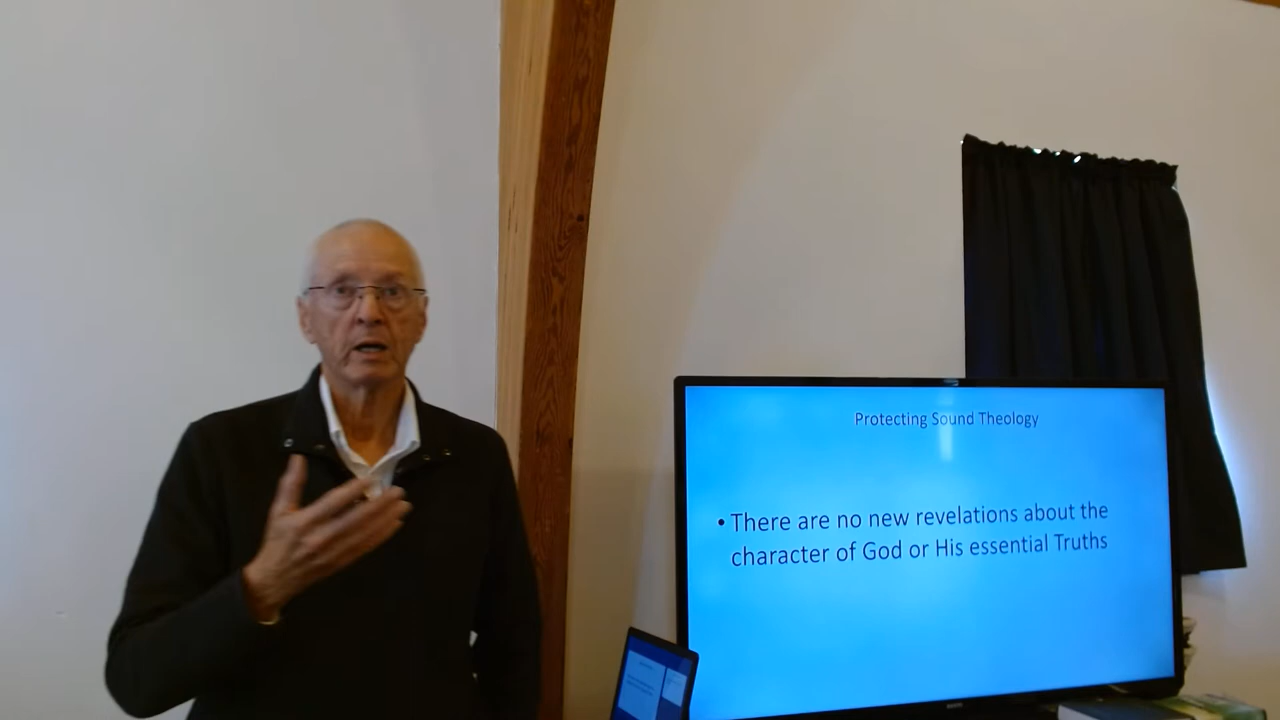 Protecting Sound Theology
• There are no new revelations about the
character of God or His essential Truths